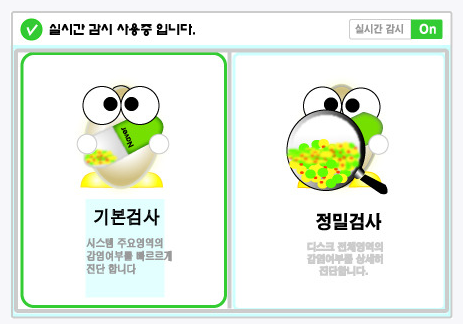 실시간 감시 사용중 입니다.
실시간 감시 On
Naver
기본검사
시스템 주요영역의
감염여부를 빠르르게
진단 합니다
정밀검사
디스크 전체영역의
감염여부를 상세히
진단합니다.